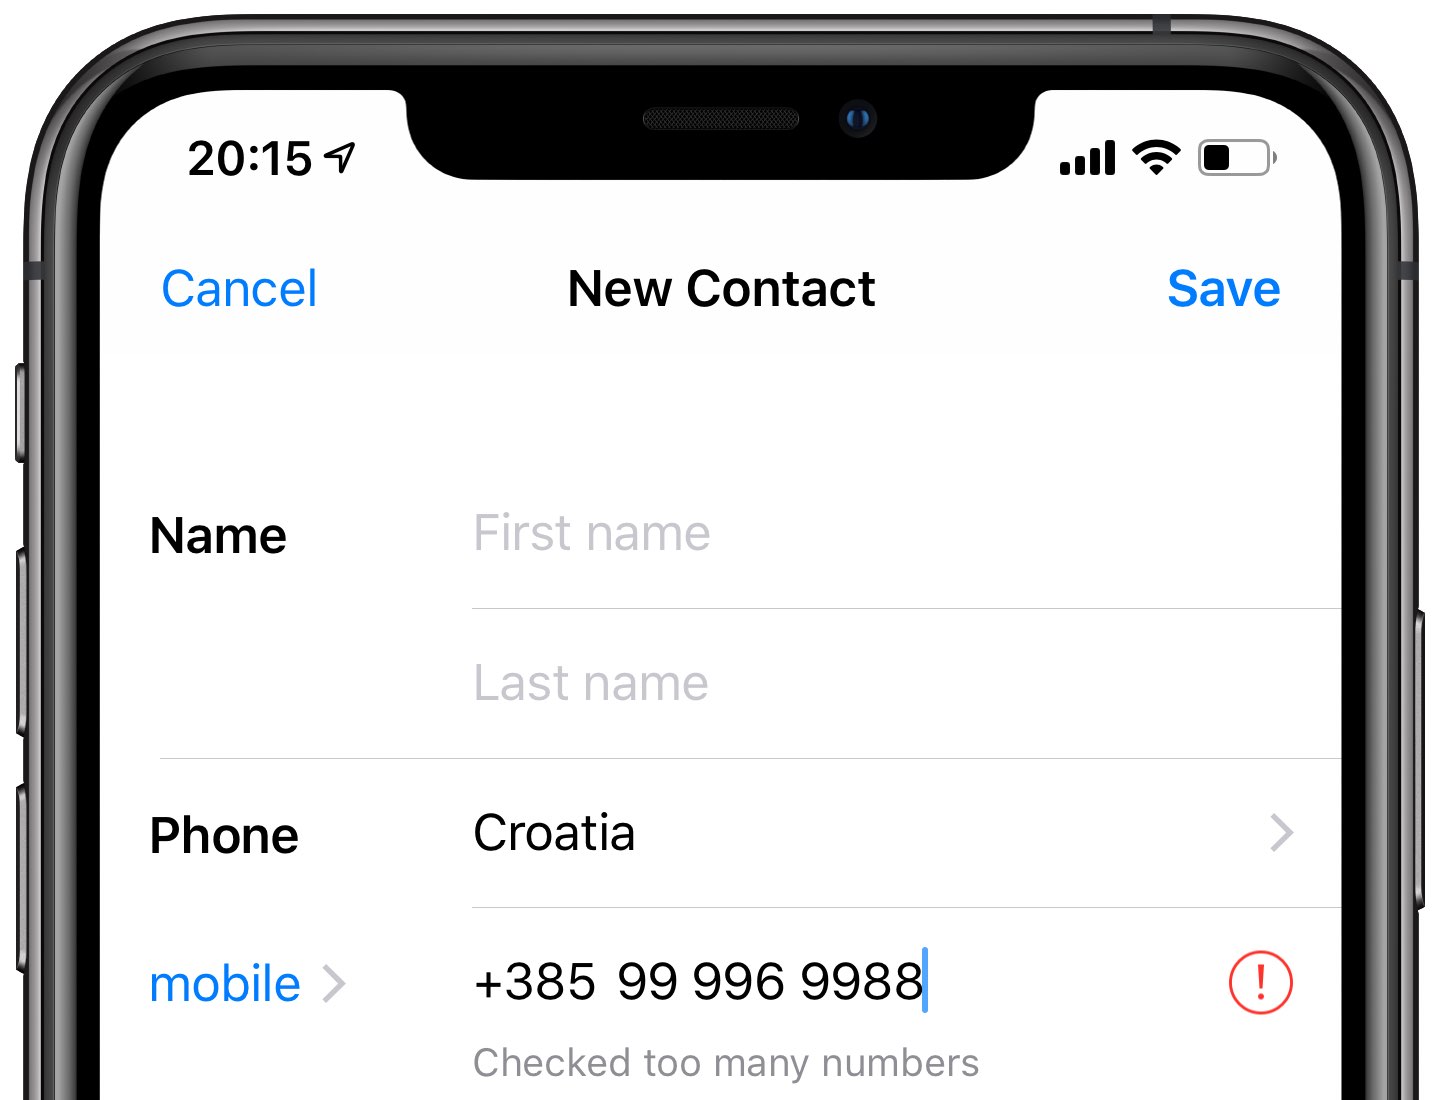 20:15
Cancel New Contact Save
Name First name
Last name
Phone Croatia
mobile +385 99 996 9988
Checked too many numbers